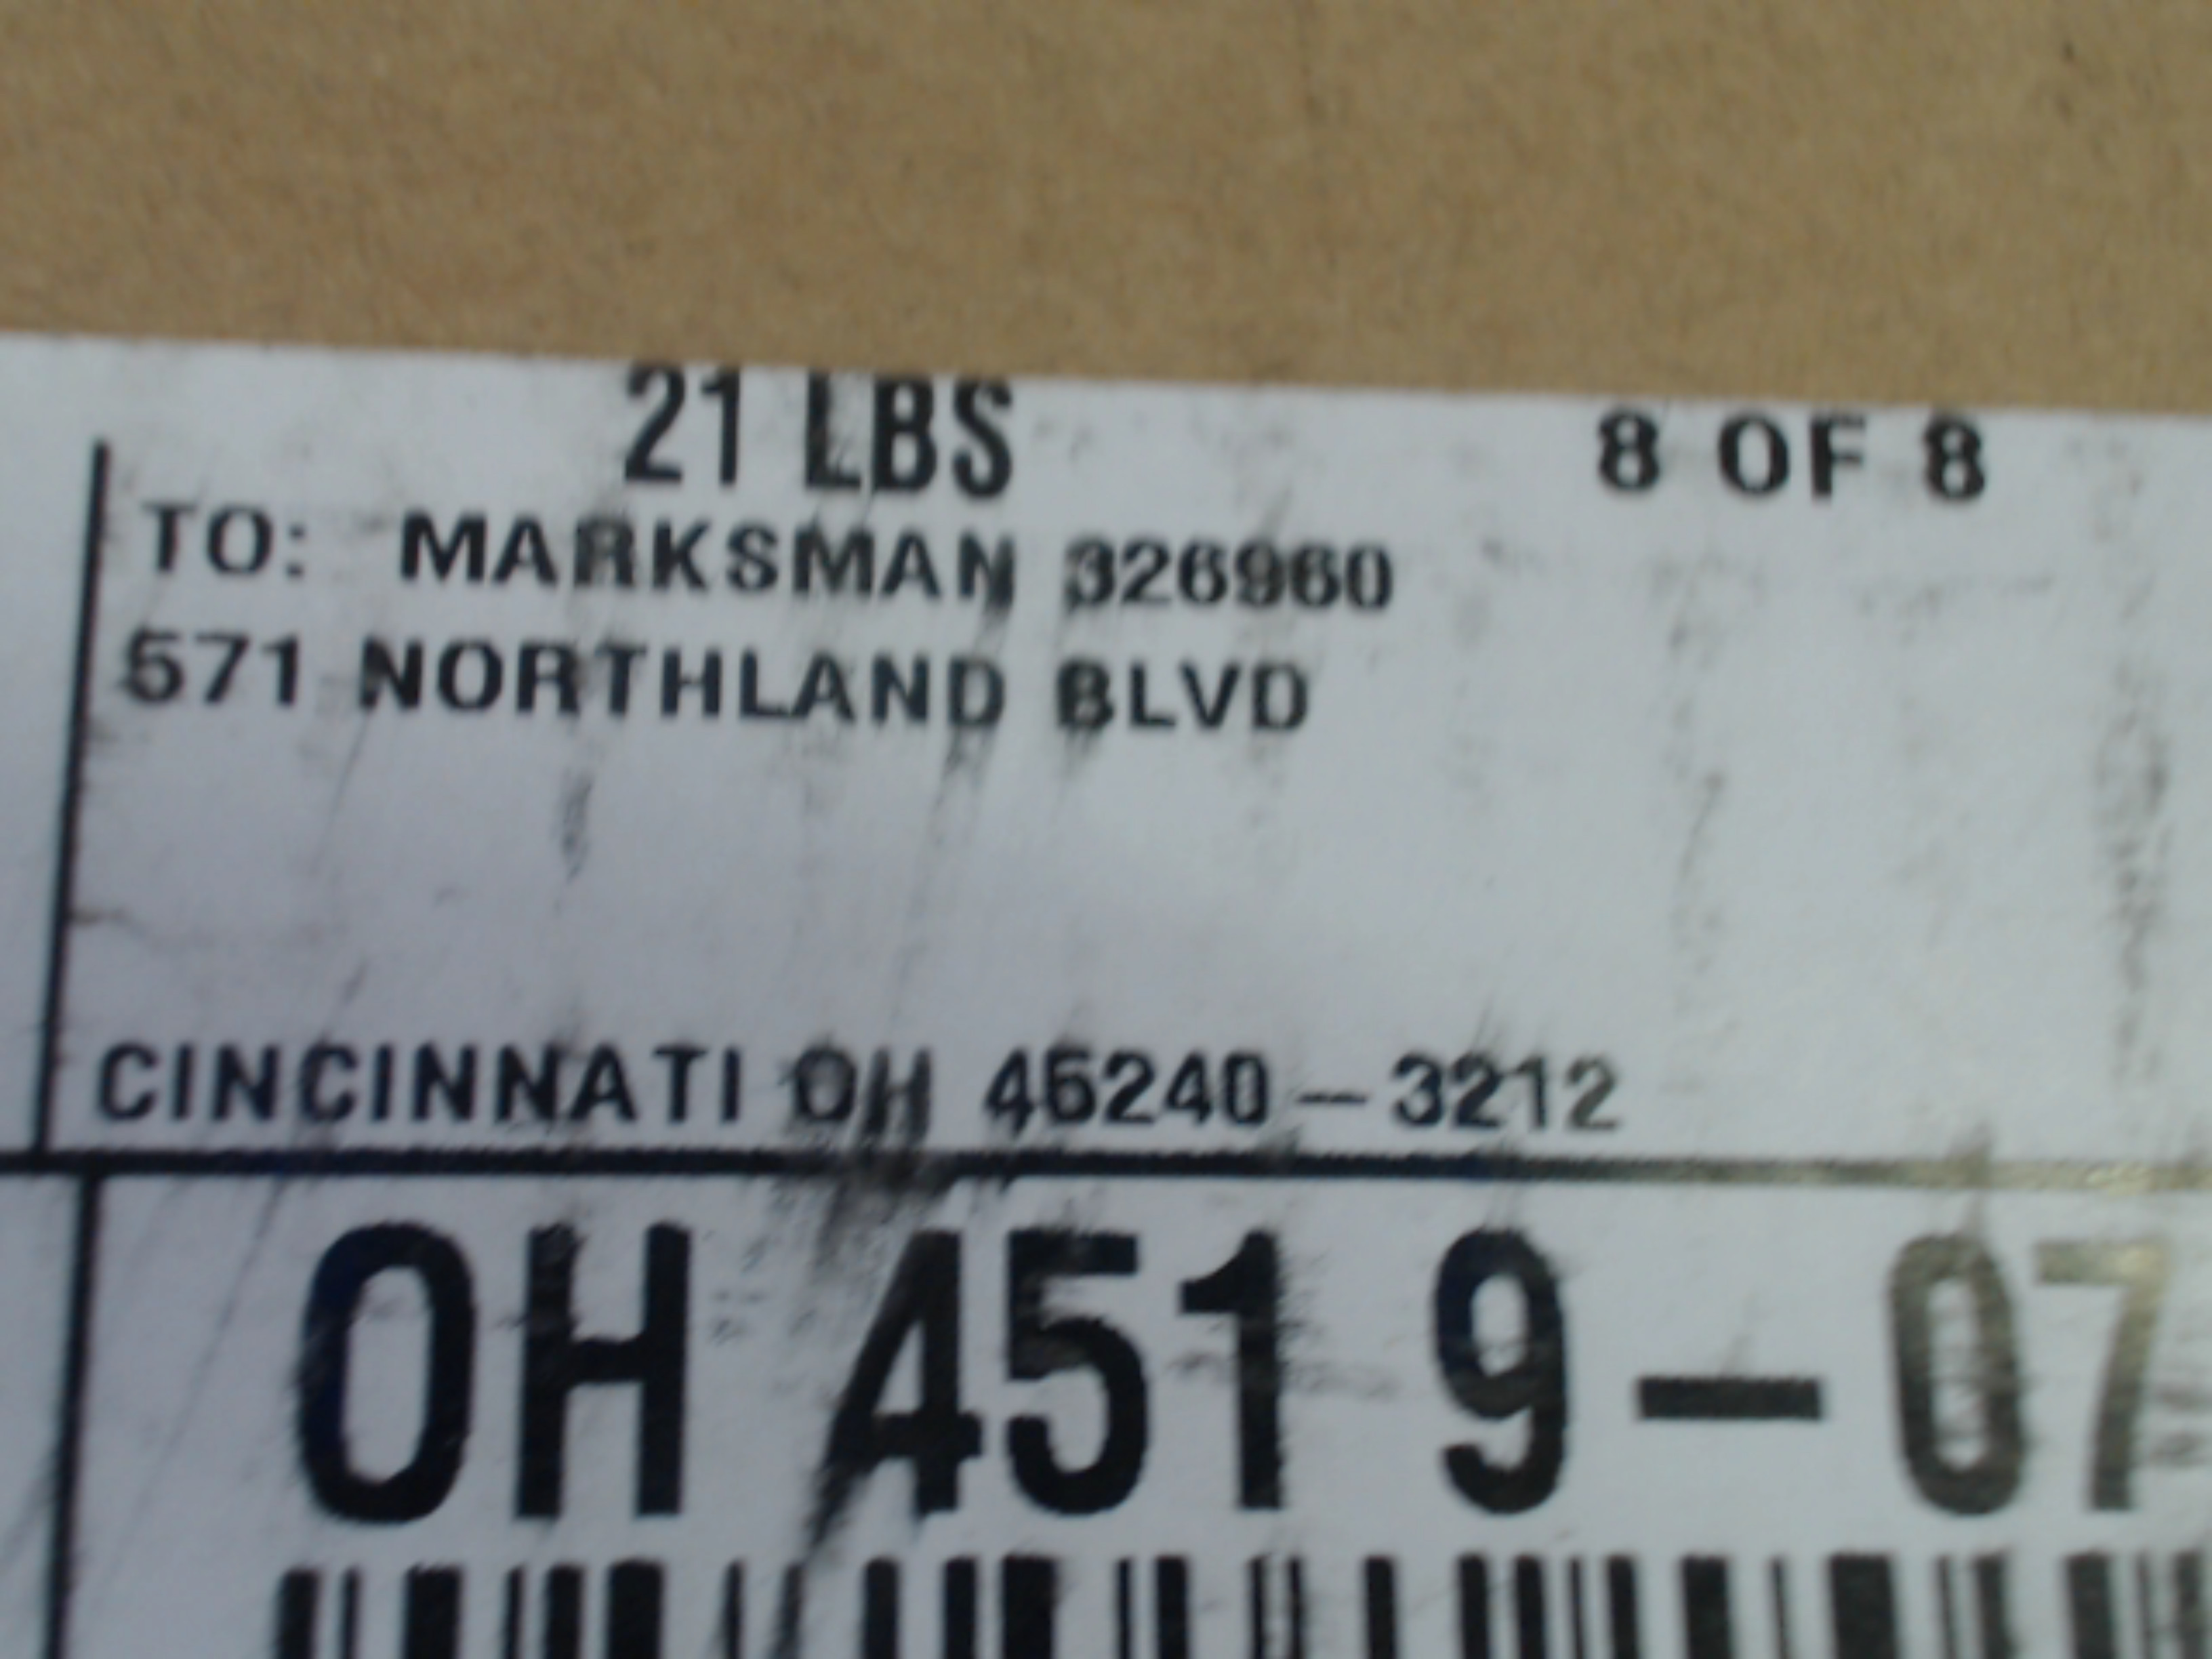 21 LBS 8 OF 8
TO: MARKSMAN 326960
571 NORTHLAND BLVD
CINCINNATI OH 45240-3212
OH 451 9-07